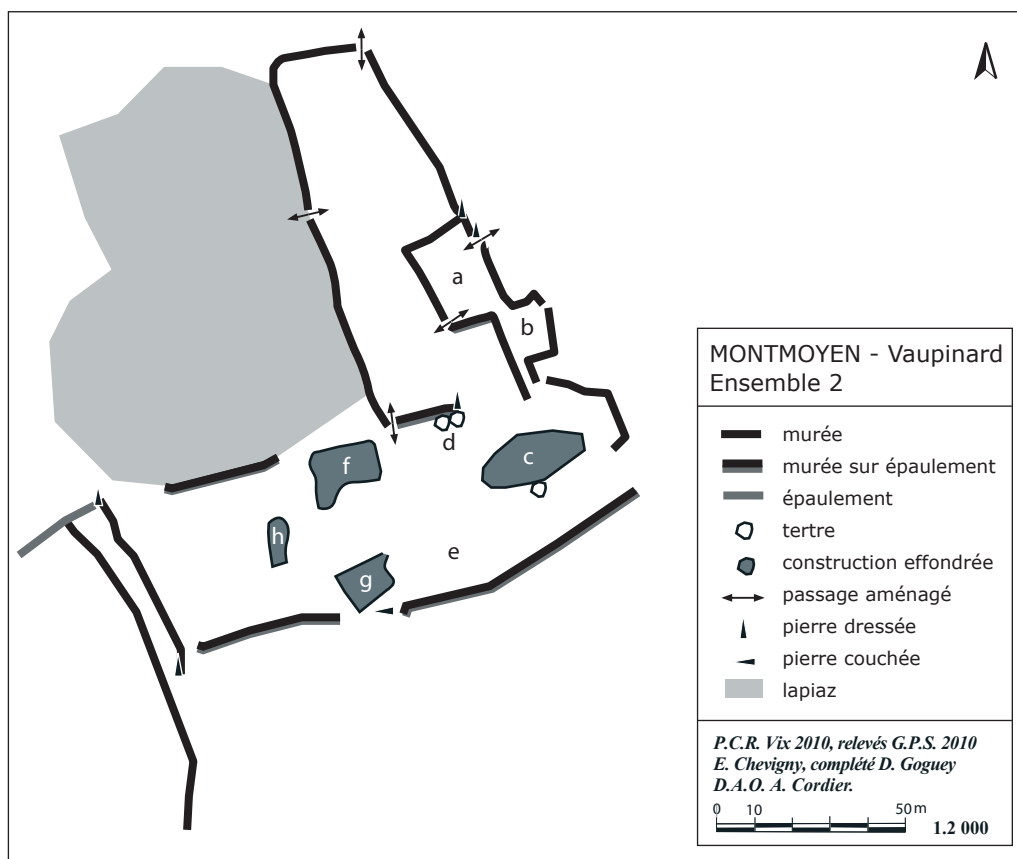 a
b
c
d
f
e
h
g
MONTMOYEN - Vaupinard
Ensemble 2
murée
murée sur épaulement
épaulement
tertre
construction effondrée
passage aménagé
pierre dressée
pierre couchée
lapiaz
P.C.R. Vix 2010, relevés G.P.S. 2010
E. Chevigny, complété D. Goguey
D.A.O. A. Cordier.
0 10 50 m
1.2 000